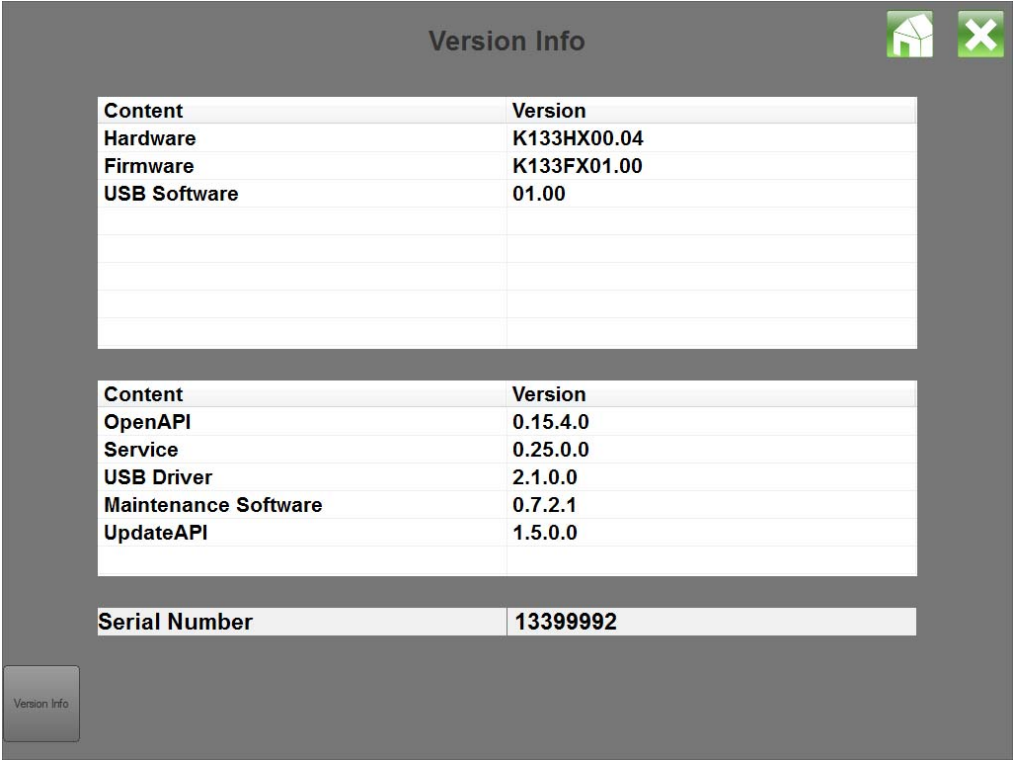 Version Info
Content Version
Hardware K133HX00.04
Firmware K133FX01.00
USB Software 01.00
Content Version
OpenAPI 0.15.4.0
Service 0.25.0.0
USB Driver 2.1.0.0
Maintenance Software 0.7.2.1
UpdateAPI 1.5.0.0
Serial Number 13399992
Version Info